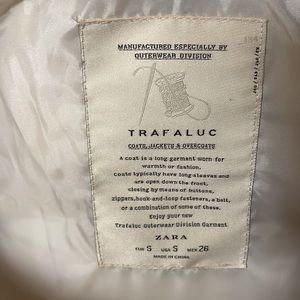 MANUFACTURED ESPECIALLY BY
OUTERWEAR DIVISION
TRAFALUC
COATS, JACKETS & OVERCOATS
A coat is a long garment worn for
warmth or fashion.
Coats typically have long sleeves and
are open down the front,
closing by means of buttons,
zippers, hook-and-loop fasteners, a belt,
or a combination of some of these.
Enjoy your new
Trafaluc Outerwear Division Garment
ZARA
EUR S USA S MEX 26
MADE IN CHINA